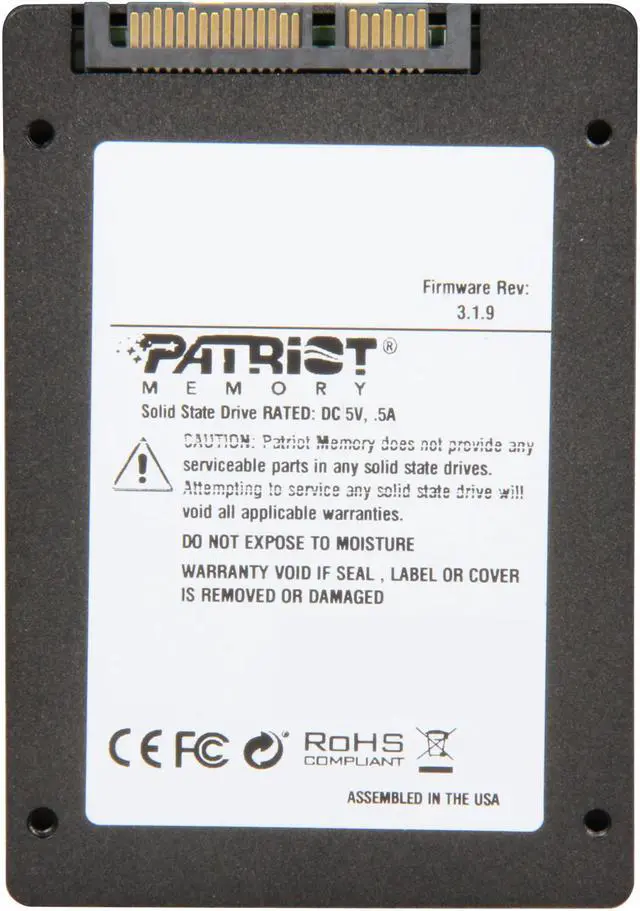 Firmware Rev:
3.1.9
PATRIOT®
MEMORY
Solid State Drive RATED: DC 5V, .5A
CAUTION: Patriot Memory does not provide any
serviceable parts in any solid state drives.
Attempting to service any solid state drive will
void all applicable warranties.
DO NOT EXPOSE TO MOISTURE
WARRANTY VOID IF SEAL , LABEL OR COVER
IS REMOVED OR DAMAGED
CE FC RoHS
COMPLIANT
ASSEMBLED IN THE USA